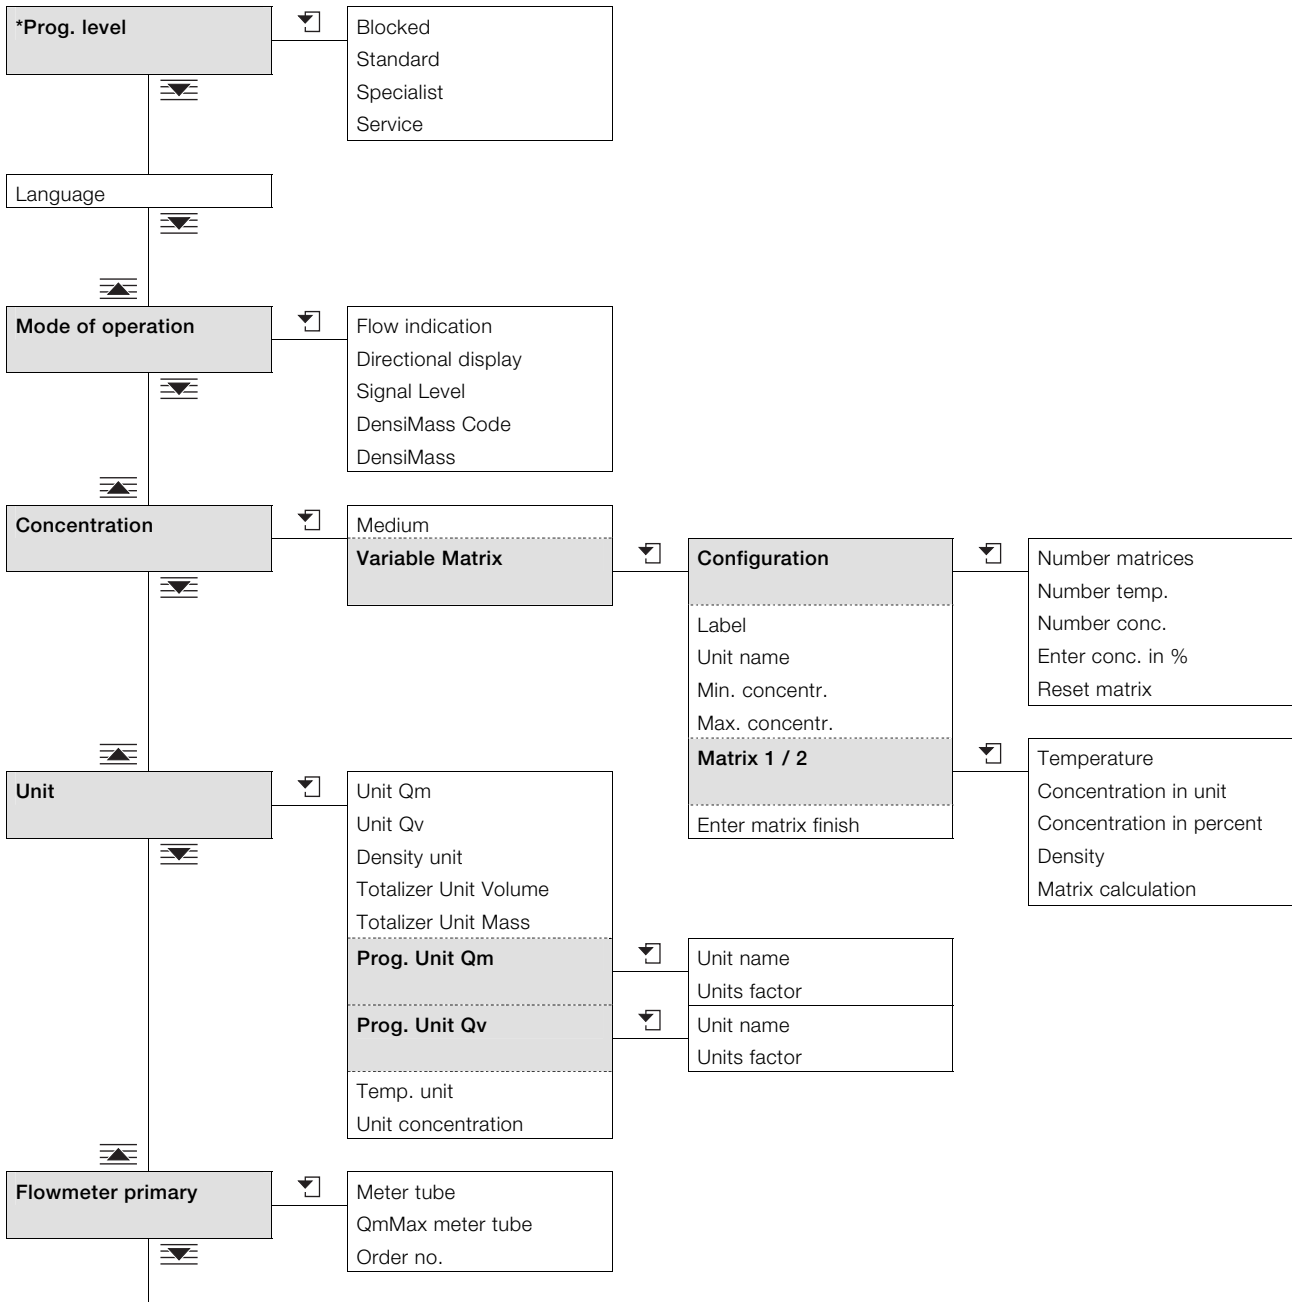 *Prog. level
Blocked
Standard
Specialist
Service
Language
Mode of operation
Flow indication
Directional display
Signal Level
DensiMass Code
DensiMass
Concentration
Medium
Variable Matrix
Configuration
Label
Unit name
Min. concentr.
Max. concentr.
Matrix 1 / 2
Enter matrix finish
Number matrices
Number temp.
Number conc.
Enter conc. in %
Reset matrix
Temperature
Concentration in unit
Concentration in percent
Density
Matrix calculation
Unit
Unit Qm
Unit Qv
Density unit
Totalizer Unit Volume
Totalizer Unit Mass
Prog. Unit Qm
Prog. Unit Qv
Temp. unit
Unit concentration
Unit name
Units factor
Unit name
Units factor
Flowmeter primary
Meter tube
QmMax meter tube
Order no.